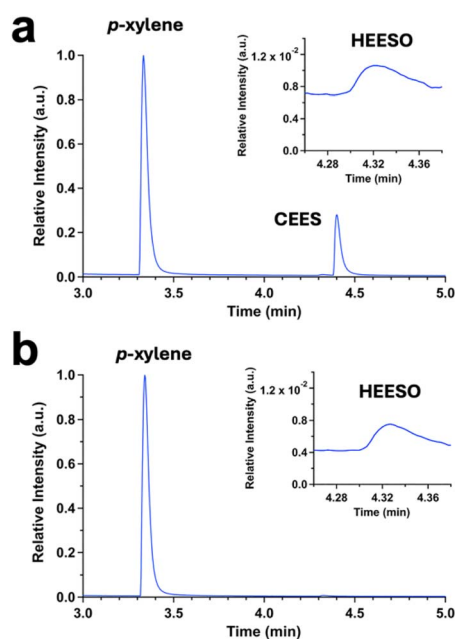 a
p-xylene
HEESO
1.2 x 10-2
0.8
0.4
0.0
4.28 4.32 4.36
Time (min)
Relative Intensity (a.u.)
CEES
1.0
0.8
0.6
0.4
0.2
0.0
3.0 3.5 4.0 4.5 5.0
Time (min)
Relative Intensity (a.u.)
b
p-xylene
HEESO
1.2 x 10-2
0.8
0.4
0.0
4.28 4.32 4.36
Time (min)
Relative Intensity (a.u.)
1.0
0.8
0.6
0.4
0.2
0.0
3.0 3.5 4.0 4.5 5.0
Time (min)
Relative Intensity (a.u.)